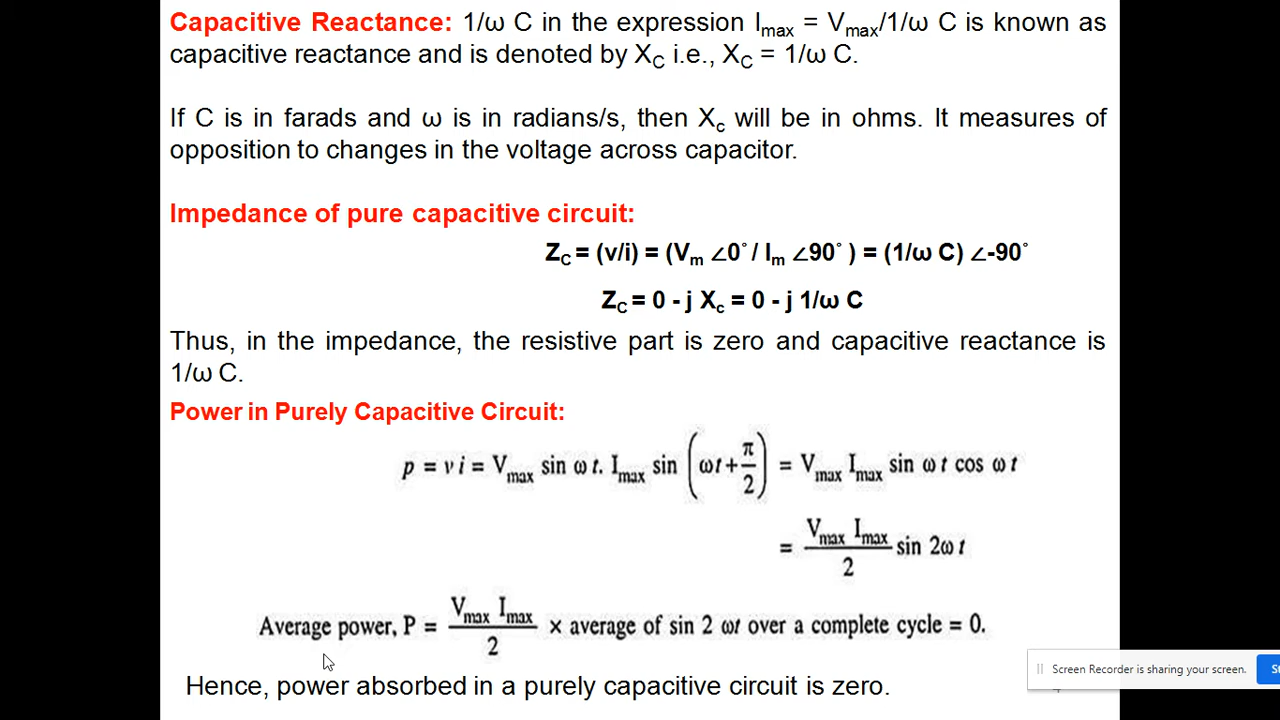 Capacitive Reactance: 1/ω C in the expression Imax = Vmax/1/ω C is known as
capacitive reactance and is denoted by XC i.e., XC = 1/ω C.
If C is in farads and ω is in radians/s, then Xc will be in ohms. It measures of
opposition to changes in the voltage across capacitor.
Impedance of pure capacitive circuit:
ZC = (v/i) = (Vm ∠0° / Im ∠90° ) = (1/ω C) ∠-90°
ZC = 0 - j Xc = 0 - j 1/ω C
Thus, in the impedance, the resistive part is zero and capacitive reactance is
1/ω C.
Power in Purely Capacitive Circuit:
p = v i = Vmax sin ω t. Imax sin (ωt + π/2) = Vmax Imax sin ω t cos ω t
= Vmax Imax / 2 sin 2ω t
Average power, P = Vmax Imax / 2 × average of sin 2 ωt over a complete cycle = 0.
Screen Recorder is sharing your screen.
Hence, power absorbed in a purely capacitive circuit is zero.